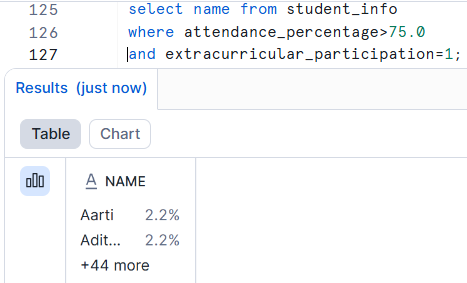 125 select name from student_info
126 where attendance_percentage>75.0
127 and extracurricular_participation=1;
Results (just now)
Table Chart
A NAME
Aarti 2.2%
Adit... 2.2%
+44 more